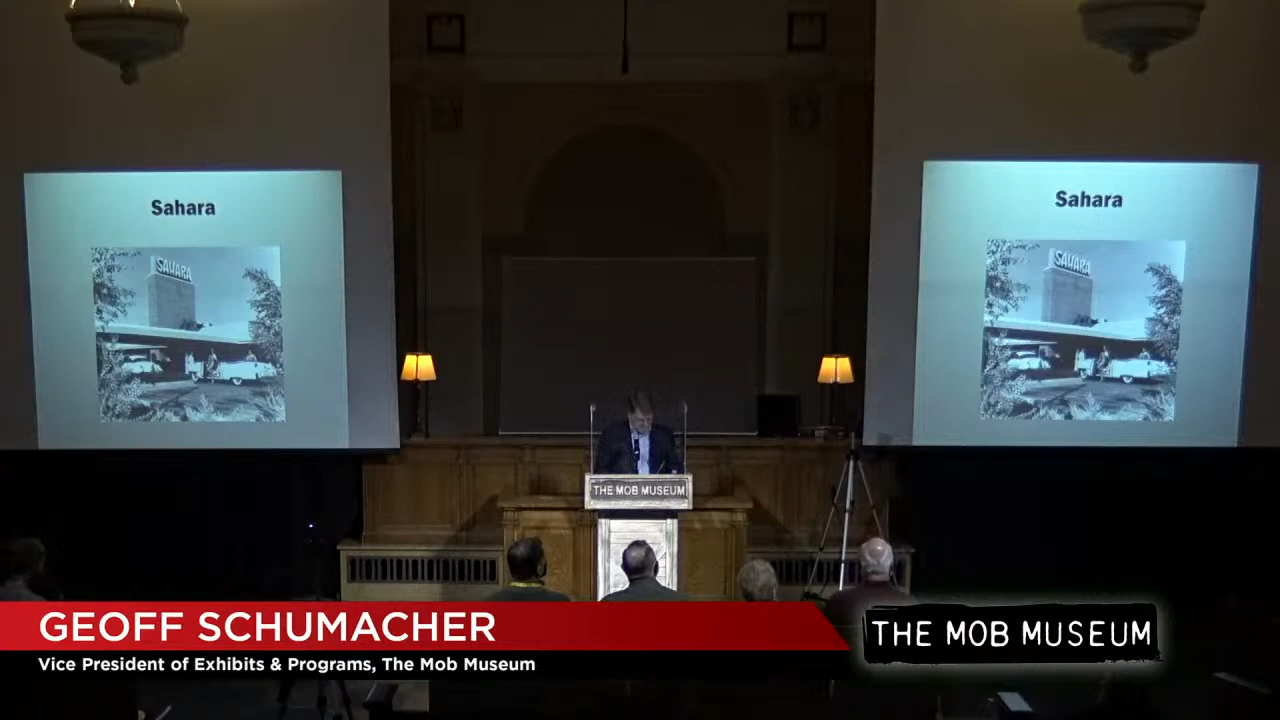 Sahara
SAHARA
Sahara
SAHARA
THE MOB MUSEUM
GEOFF SCHUMACHER
Vice President of Exhibits & Programs, The Mob Museum
THE MOB MUSEUM